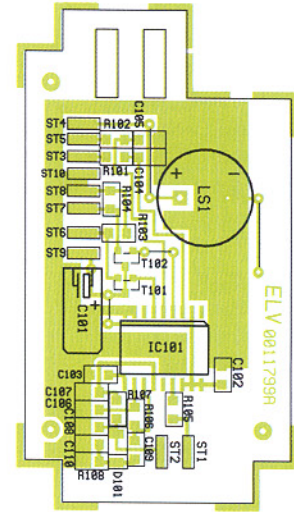 C105
ST4
R102
ST5
ST3
ST10
R101
C104
ST8
R104
ST7
+
-
LS1
ST6
R103
ST9
T102
T101
+
C101
ELV 0011799A
IC101
C103
C102
C107
C106
R107
R106
R105
C108
C109
C110
R108
D101
ST2
ST1